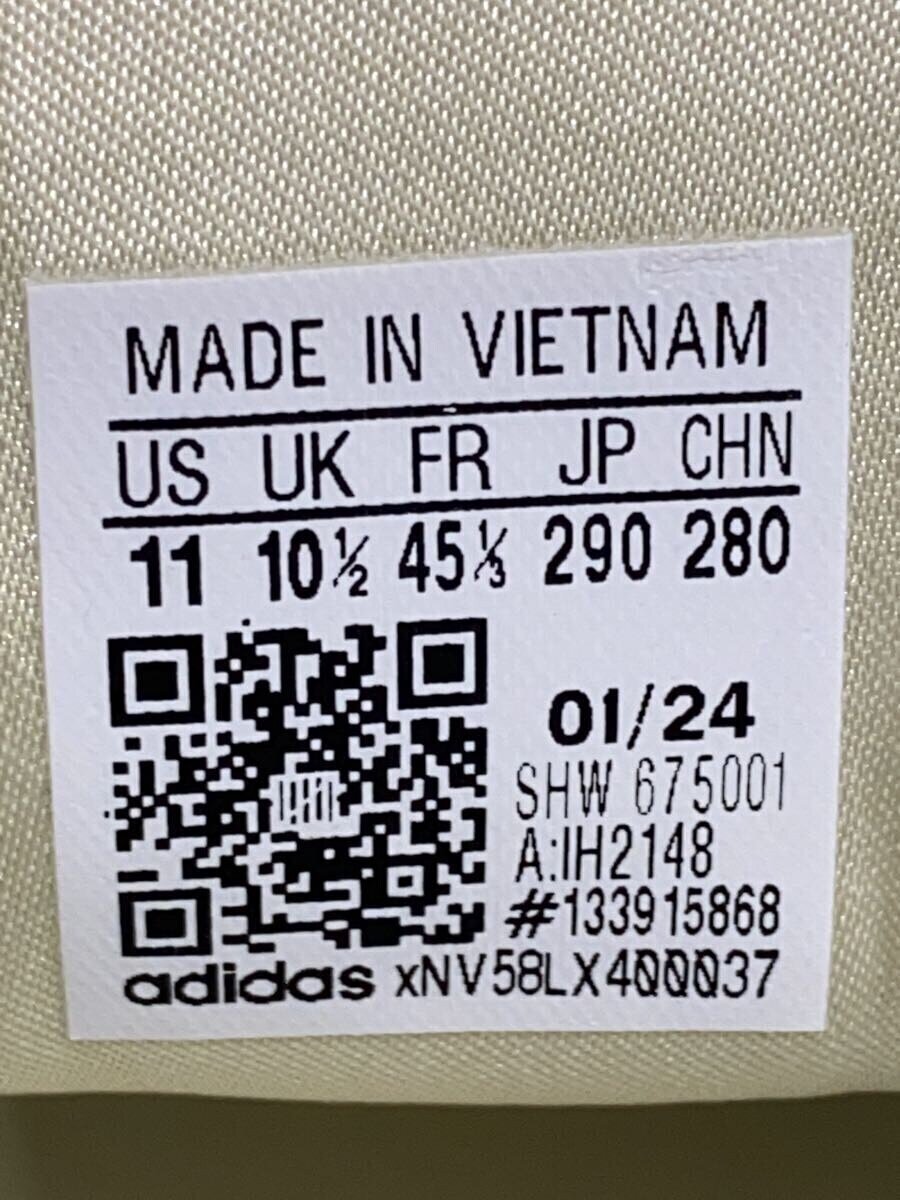 MADE IN VIETNAM
US UK FR JP CHN
11 10½ 45⅓ 290 280
01/24
SHW 675001
A:IH2148
#133915868
adidas xNV58LX400037